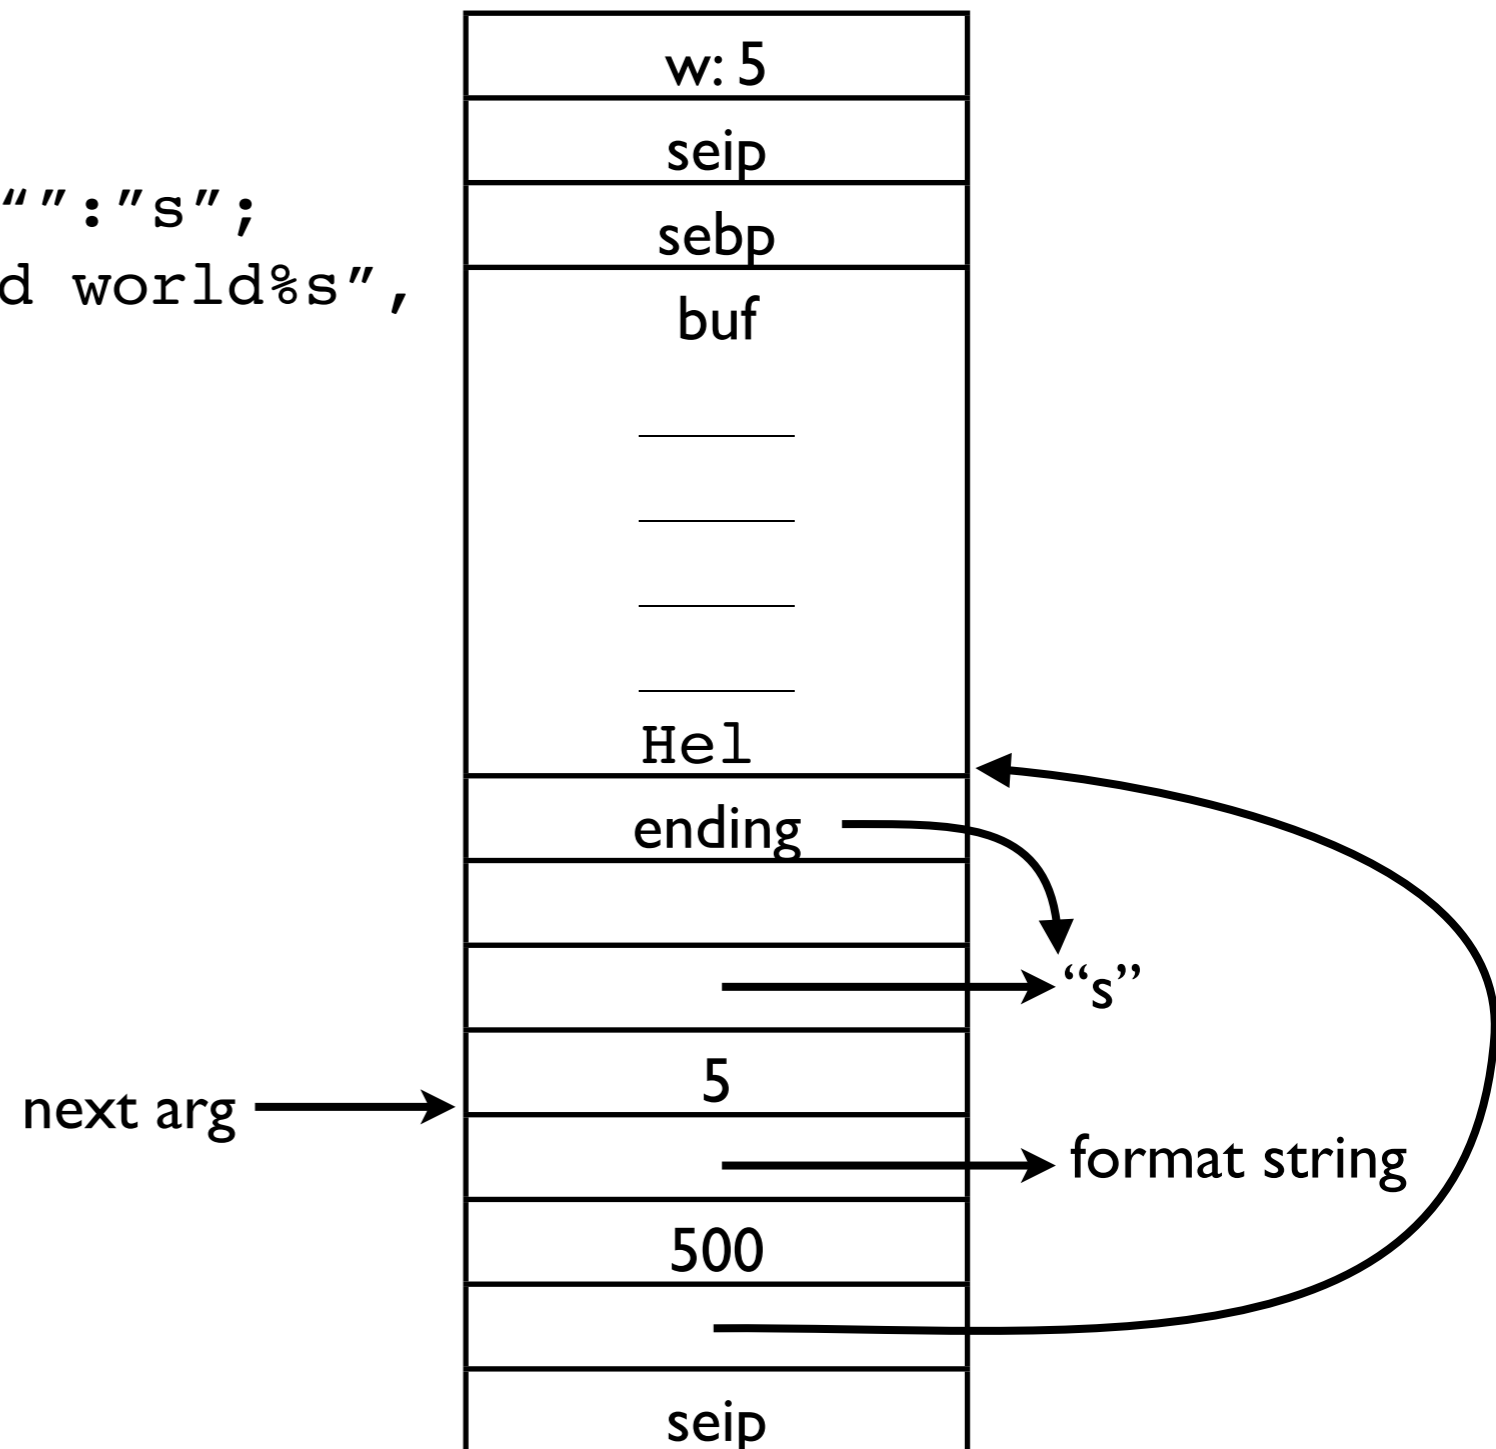 w: 5
seip
“”:”s”;
sebp
d world%s”,
buf
Hel
ending
“s”
5
next arg
format string
500
seip